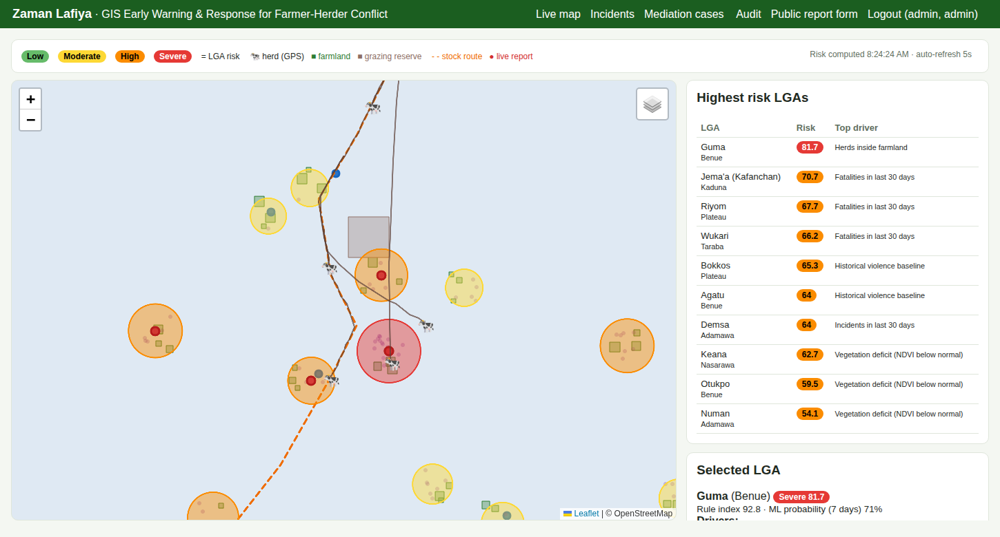 Zaman Lafiya · GIS Early Warning & Response for Farmer-Herder Conflict
Live map Incidents Mediation cases Audit Public report form Logout (admin, admin)
Low Moderate High Severe = LGA risk herd (GPS) farmland grazing reserve - - stock route live report
Risk computed 8:24:24 AM · auto-refresh 5s
+
−
Leaflet | © OpenStreetMap
Highest risk LGAs
LGA Risk Top driver
Guma 81.7 Herds inside farmland
Benue
Jema'a (Kafanchan) 70.7 Fatalities in last 30 days
Kaduna
Riyom 67.7 Fatalities in last 30 days
Plateau
Wukari 66.2 Fatalities in last 30 days
Taraba
Bokkos 65.3 Historical violence baseline
Plateau
Agatu 64 Historical violence baseline
Benue
Demsa 64 Incidents in last 30 days
Adamawa
Keana 62.7 Vegetation deficit (NDVI below normal)
Nasarawa
Otukpo 59.5 Vegetation deficit (NDVI below normal)
Benue
Numan 54.1 Vegetation deficit (NDVI below normal)
Adamawa
Selected LGA
Guma (Benue) Severe 81.7
Rule index 92.8 · ML probability (7 days) 71%
Drivers: